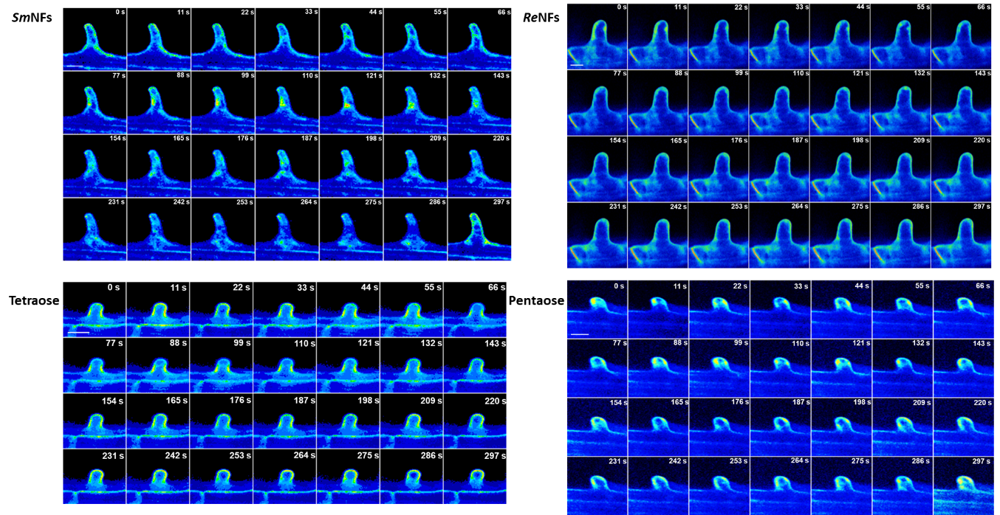 SmNFs
0 s 11 s 22 s 33 s 44 s 55 s 66 s
77 s 88 s 99 s 110 s 121 s 132 s 143 s
154 s 165 s 176 s 187 s 198 s 209 s 220 s
231 s 242 s 253 s 264 s 275 s 286 s 297 s
ReNFs
0 s 11 s 22 s 33 s 44 s 55 s 66 s
77 s 88 s 99 s 110 s 121 s 132 s 143 s
154 s 165 s 176 s 187 s 198 s 209 s 220 s
231 s 242 s 253 s 264 s 275 s 286 s 297 s
Tetraose
0 s 11 s 22 s 33 s 44 s 55 s 66 s
77 s 88 s 99 s 110 s 121 s 132 s 143 s
154 s 165 s 176 s 187 s 198 s 209 s 220 s
231 s 242 s 253 s 264 s 275 s 286 s 297 s
Pentaose
0 s 11 s 22 s 33 s 44 s 55 s 66 s
77 s 88 s 99 s 110 s 121 s 132 s 143 s
154 s 165 s 176 s 187 s 198 s 209 s 220 s
231 s 242 s 253 s 264 s 275 s 286 s 297 s